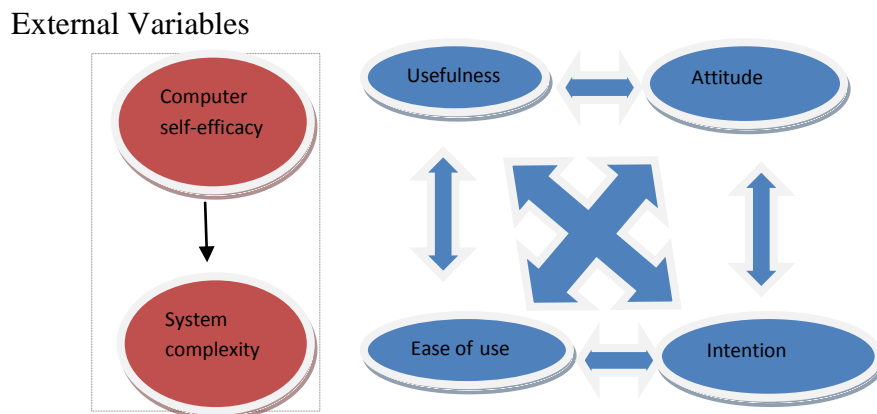 External Variables
Computer
self-efficacy
System
complexity
Usefulness
Attitude
Ease of use
Intention